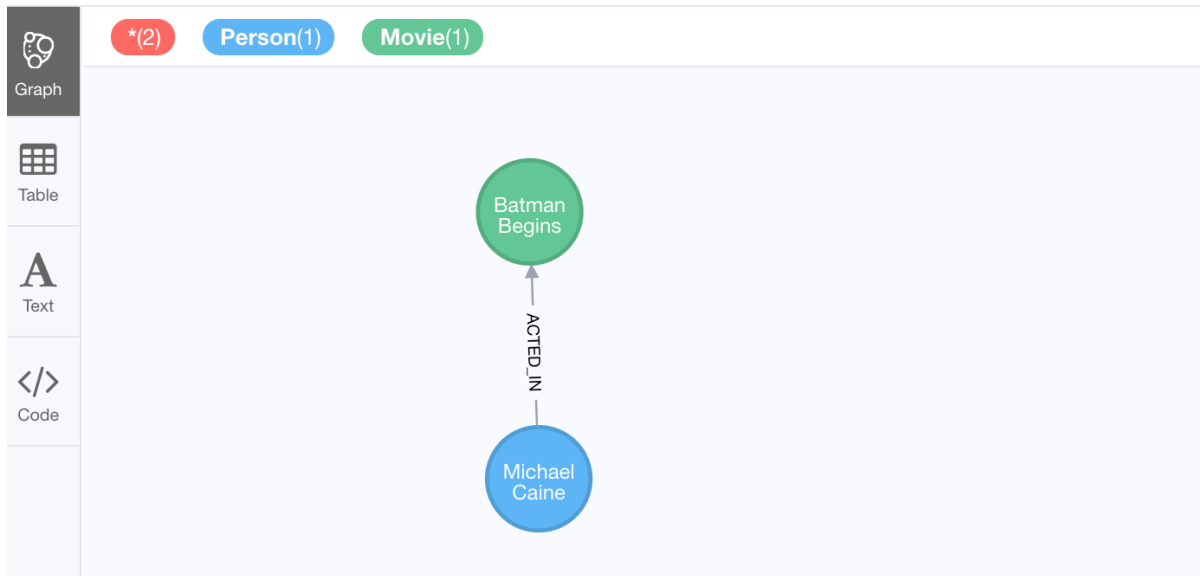 *(2) Person(1) Movie(1)
Graph
Table
Text
Code
Batman
Begins
ACTED_IN
Michael
Caine